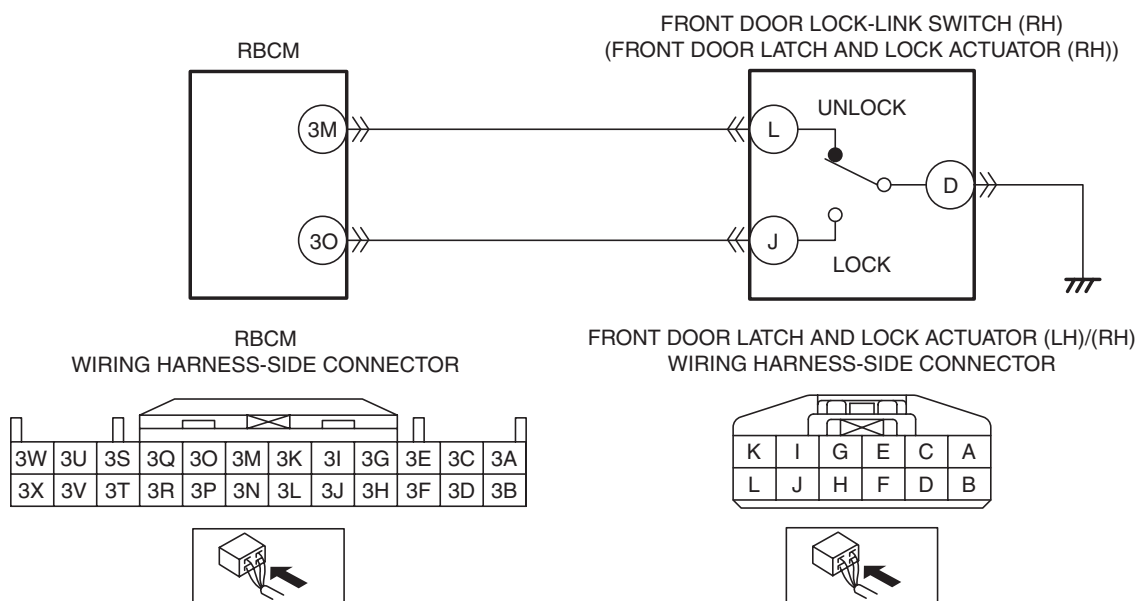 RBCM
FRONT DOOR LOCK-LINK SWITCH (RH)
(FRONT DOOR LATCH AND LOCK ACTUATOR (RH))
3M
L
UNLOCK
D
3O
J
LOCK
RBCM
WIRING HARNESS-SIDE CONNECTOR
3W 3U 3S 3Q 3O 3M 3K 3I 3G 3E 3C 3A
3X 3V 3T 3R 3P 3N 3L 3J 3H 3F 3D 3B
FRONT DOOR LATCH AND LOCK ACTUATOR (LH)/(RH)
WIRING HARNESS-SIDE CONNECTOR
K I G E C A
L J H F D B